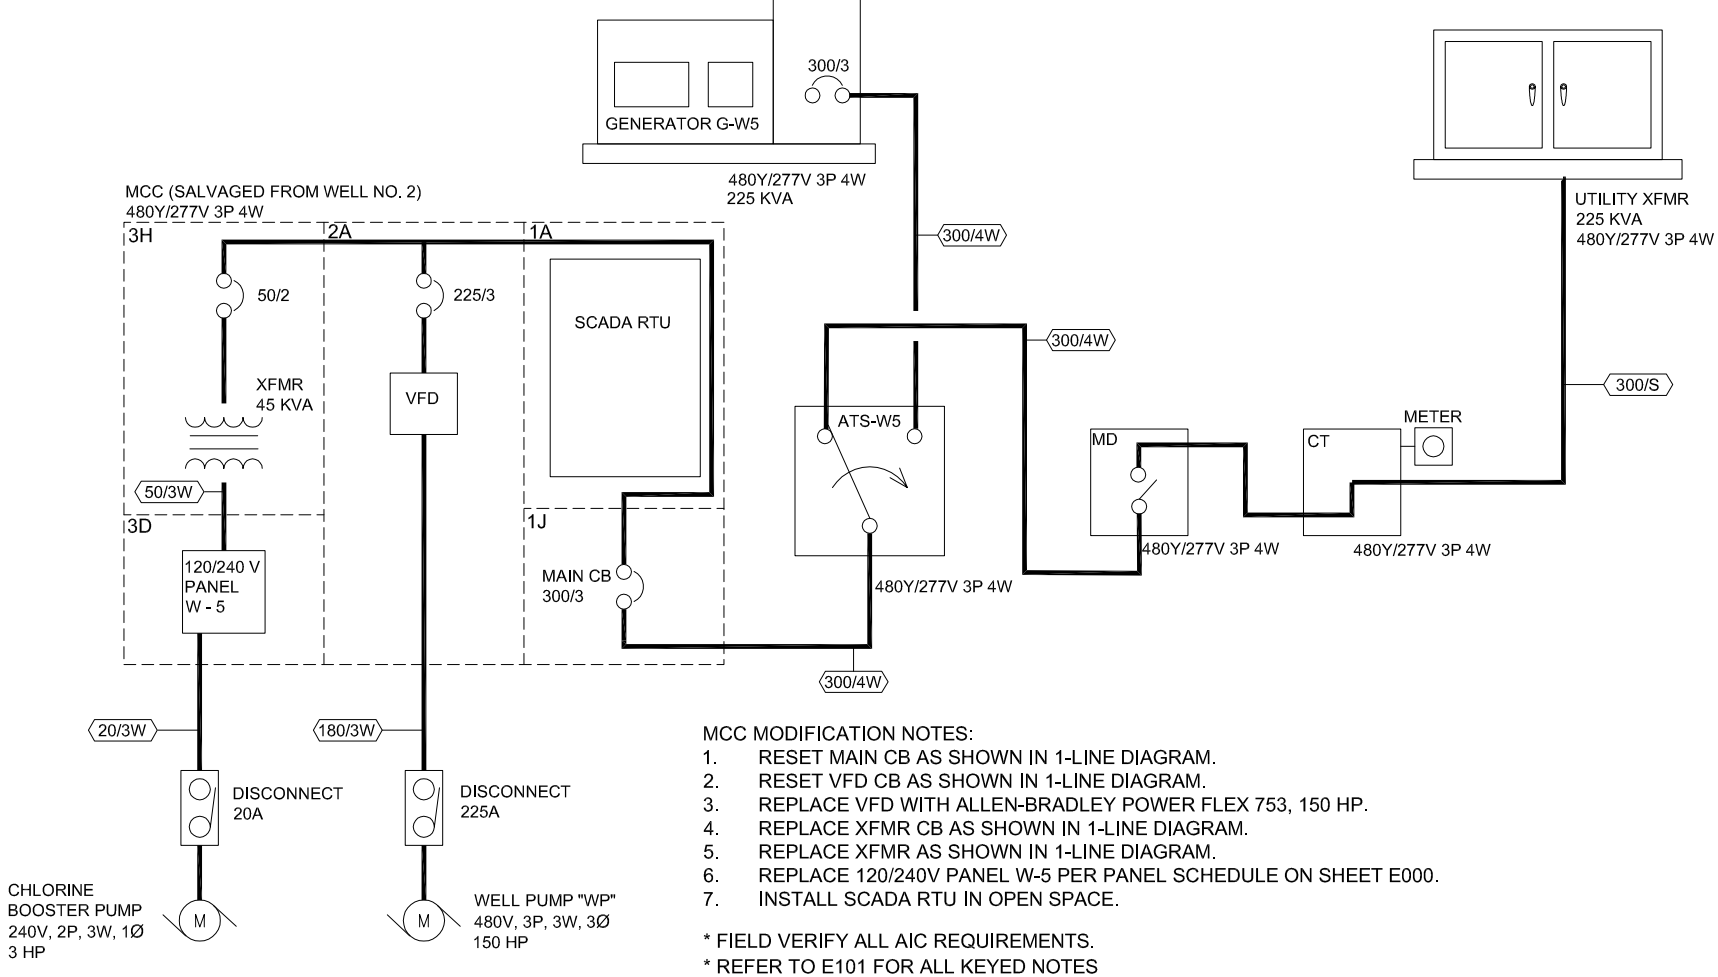 300/3
GENERATOR G-W5
480Y/277V 3P 4W
225 KVA
UTILITY XFMR
225 KVA
480Y/277V 3P 4W
MCC (SALVAGED FROM WELL NO. 2)
480Y/277V 3P 4W
3H
2A
1A
300/4W
50/2
225/3
SCADA RTU
300/4W
XFMR
45 KVA
VFD
300/S
ATS-W5
METER
MD
CT
50/3W
3D
1J
480Y/277V 3P 4W
480Y/277V 3P 4W
120/240 V
PANEL
W - 5
MAIN CB
300/3
480Y/277V 3P 4W
300/4W
20/3W
180/3W
DISCONNECT
20A
DISCONNECT
225A
CHLORINE
BOOSTER PUMP
240V, 2P, 3W, 1Ø
3 HP
M
M
WELL PUMP "WP"
480V, 3P, 3W, 3Ø
150 HP
MCC MODIFICATION NOTES:
1. RESET MAIN CB AS SHOWN IN 1-LINE DIAGRAM.
2. RESET VFD CB AS SHOWN IN 1-LINE DIAGRAM.
3. REPLACE VFD WITH ALLEN-BRADLEY POWER FLEX 753, 150 HP.
4. REPLACE XFMR CB AS SHOWN IN 1-LINE DIAGRAM.
5. REPLACE XFMR AS SHOWN IN 1-LINE DIAGRAM.
6. REPLACE 120/240V PANEL W-5 PER PANEL SCHEDULE ON SHEET E000.
7. INSTALL SCADA RTU IN OPEN SPACE.
* FIELD VERIFY ALL AIC REQUIREMENTS.
* REFER TO E101 FOR ALL KEYED NOTES